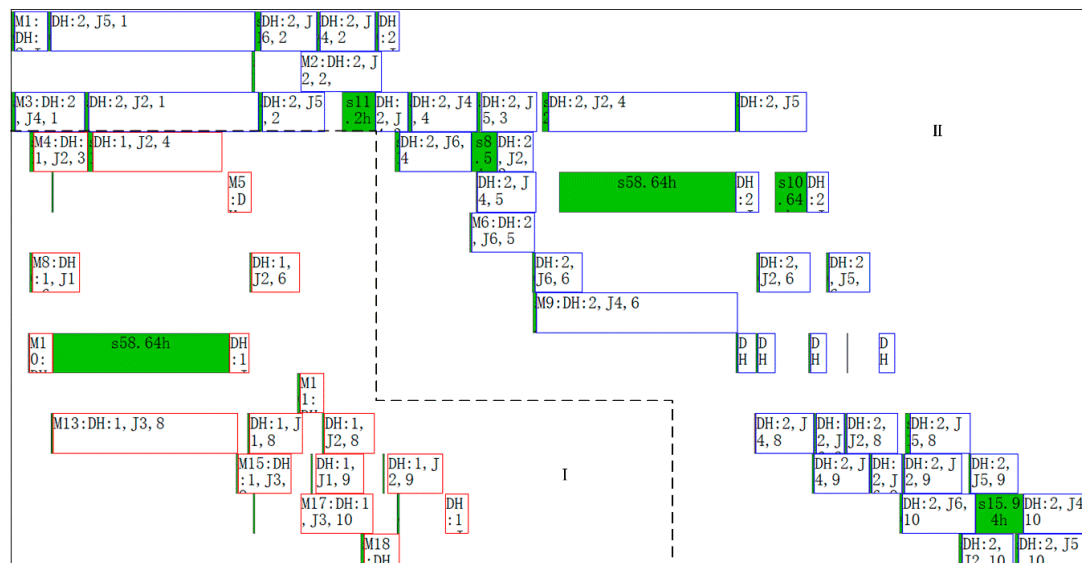 M1:
DH:
DH:2,J5,1
DH:2,J
6,2
DH:2,J
4,2
DH
:2
M2:DH:2,J
2,2,
M3:DH:2
,J4,1
DH:2,J2,1
DH:2,J5
,2
s11
.2h
DH:
2,J
DH:2,J4
,4
DH:2,J
5,3
DH:2,J2,4
DH:2,J5
II
M4:DH:
1,J2,3
DH:1,J2,4
DH:2,J6,
4
s8
.5
DH:2
,J2,
M5
:D
DH:2,J
4,5
s58.64h
DH
:2
s10
.64
DH
:2
M6:DH:2
,J6,5
M8:DH
:1,J1
DH:1,
J2,6
DH:2,
J6,6
DH:2,
J2,6
DH:2
,J5,
M9:DH:2,J4,6
M1
0:
s58.64h
DH
:1
D
H
D
H
D
H
D
H
M1
1:
M13:DH:1,J3,8
DH:1,J
1,8
DH:1,
J2,8
DH:2,J
4,8
DH:
2,J
DH:2,
J2,8
DH:2,J
5,8
M15:DH
:1,J3,
DH:1,
J1,9
DH:1,J
2,9
I
DH:2,J
4,9
DH:
2,J
DH:2,J
2,9
DH:2,
J5,9
M17:DH:1
,J3,10
DH
:1
DH:2,J6,
10
s15.9
4h
DH:2,J4
10
M18
:DH
DH:2,
J2,10
DH:2,J5
,10